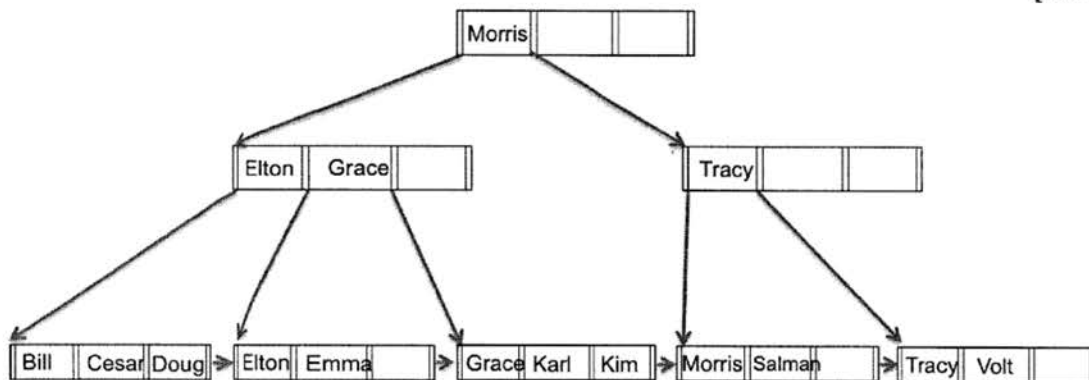 Morris
Elton Grace
Tracy
Bill Cesar Doug
Elton Emma
Grace Karl Kim
Morris Salman
Tracy Volt